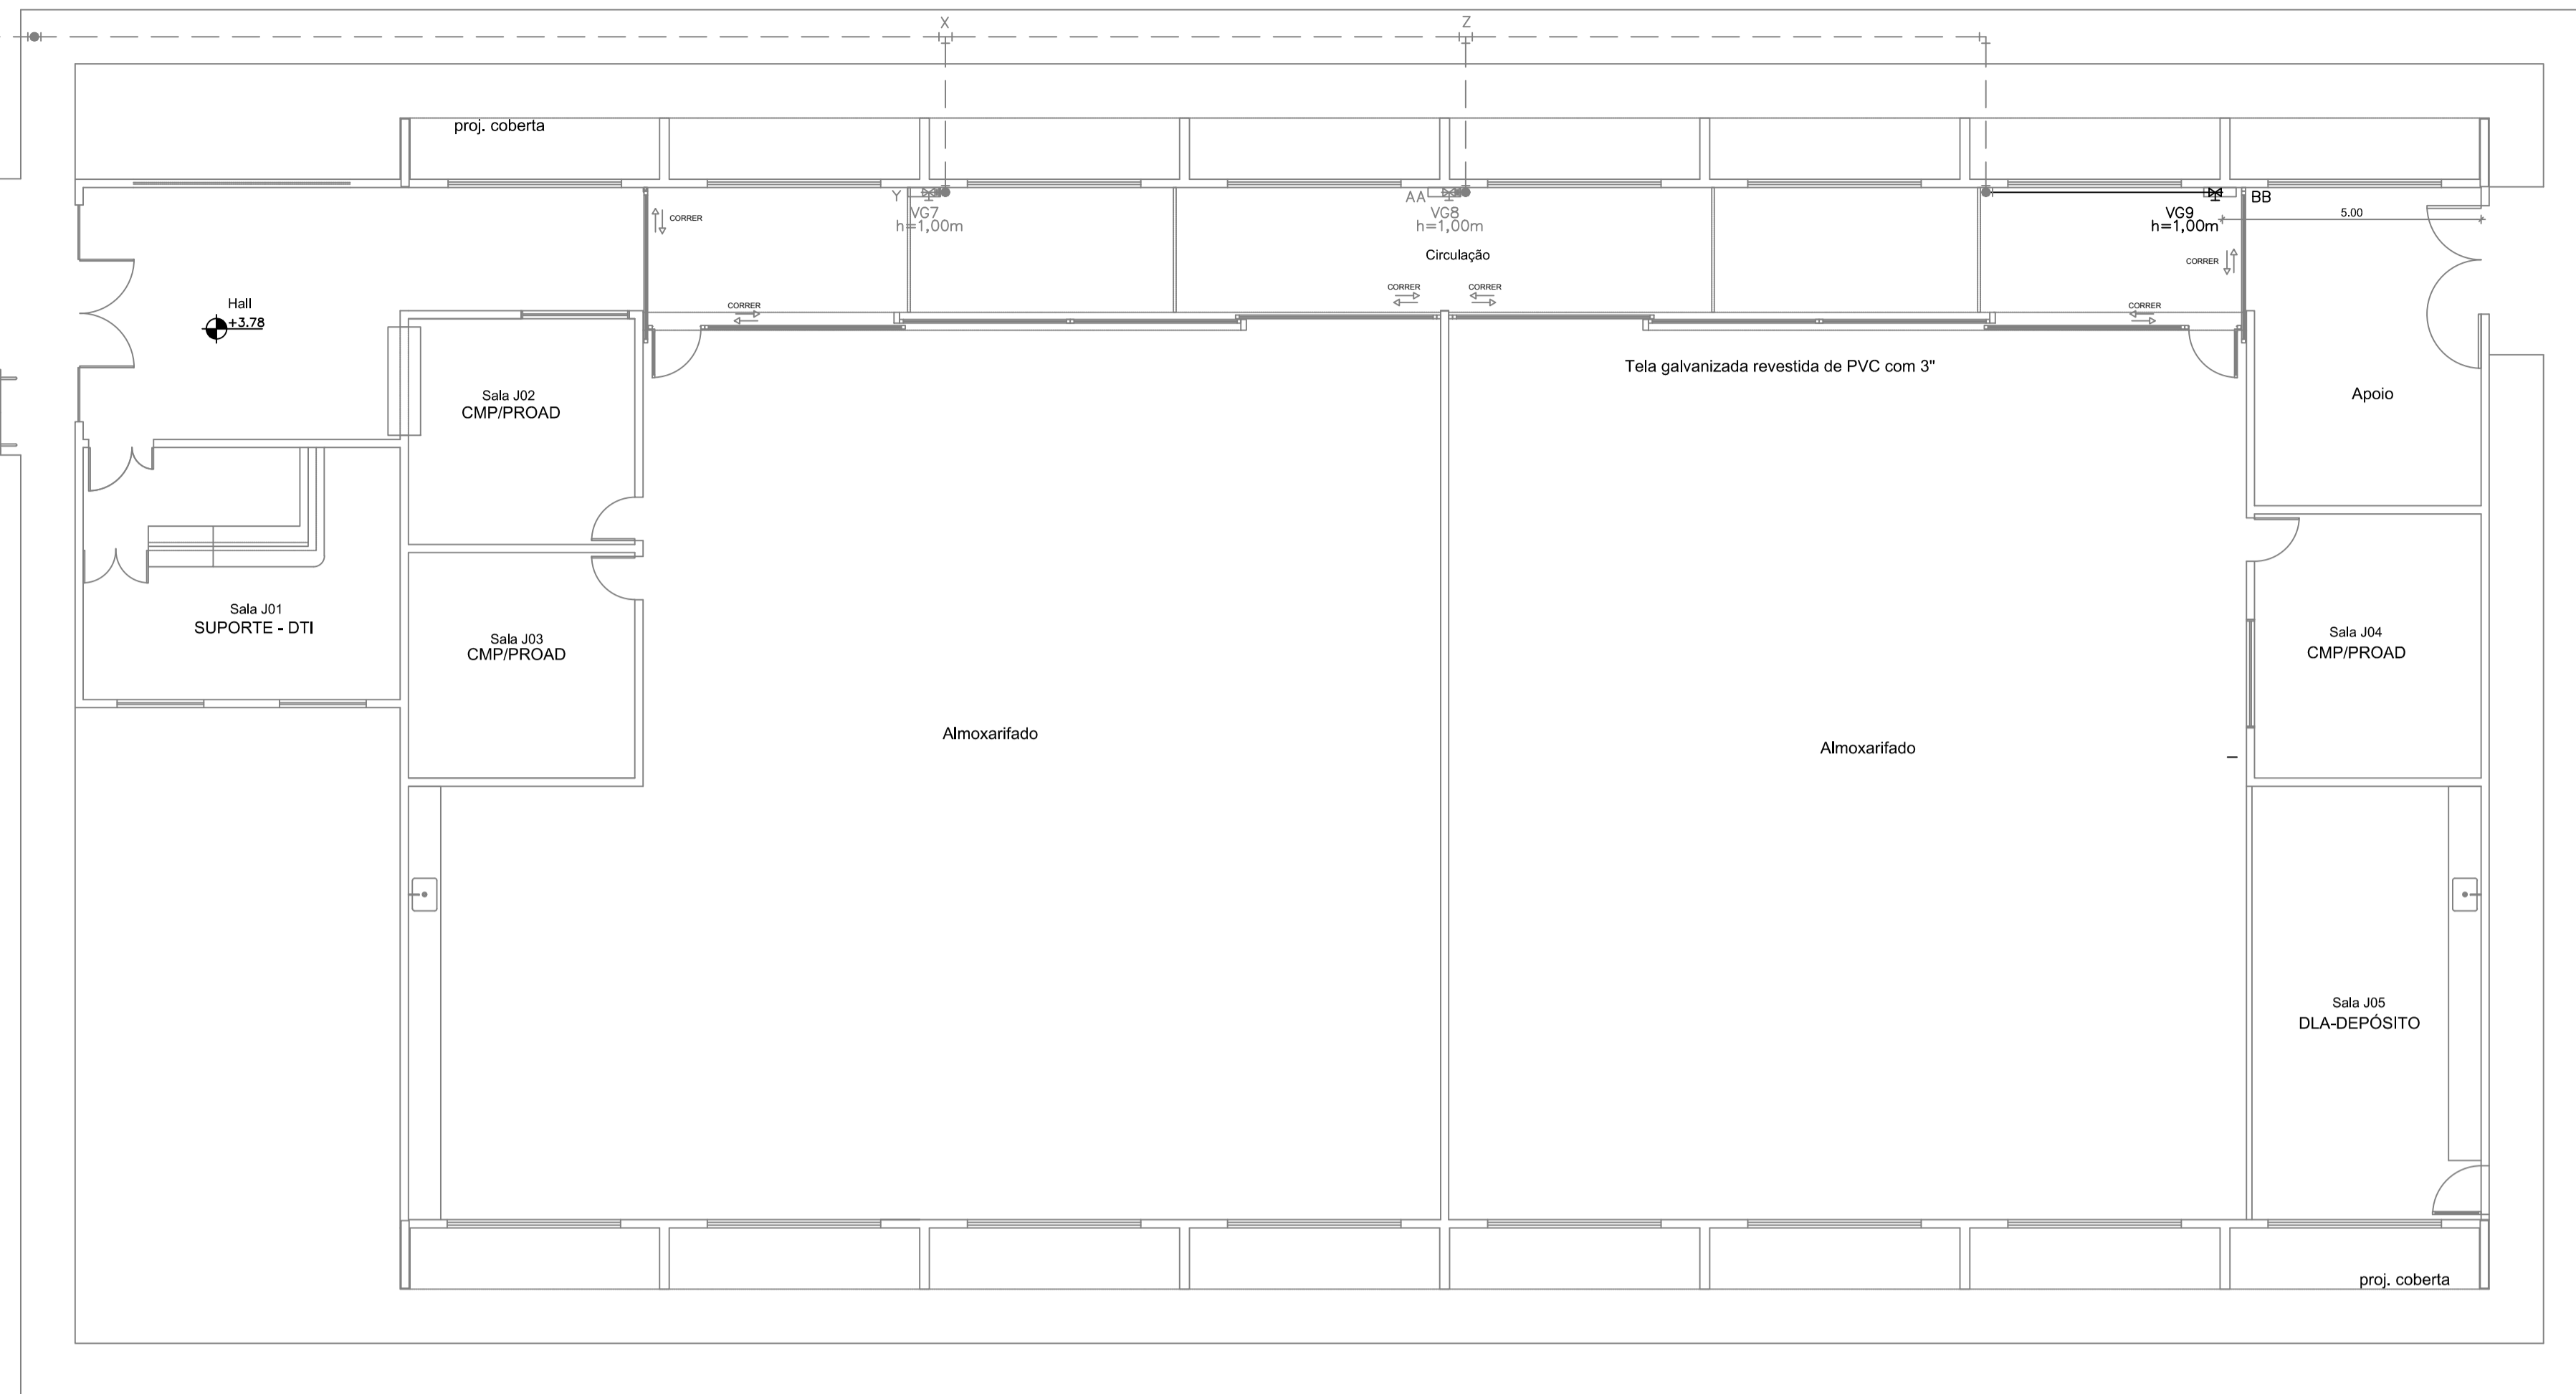 X
Z
proj. coberta
Y
VG7
h=1,00m
AA
VG8
h=1,00m
VG9
h=1,00m
BB
5.00
CORRER
Circulação
CORRER
CORRER
CORRER
CORRER
CORRER
Hall
+3.78
Tela galvanizada revestida de PVC com 3"
Apoio
Sala J02
CMP/PROAD
Sala J01
SUPORTE - DTI
Sala J03
CMP/PROAD
Sala J04
CMP/PROAD
Almoxarifado
Almoxarifado
Sala J05
DLA-DEPÓSITO
proj. coberta